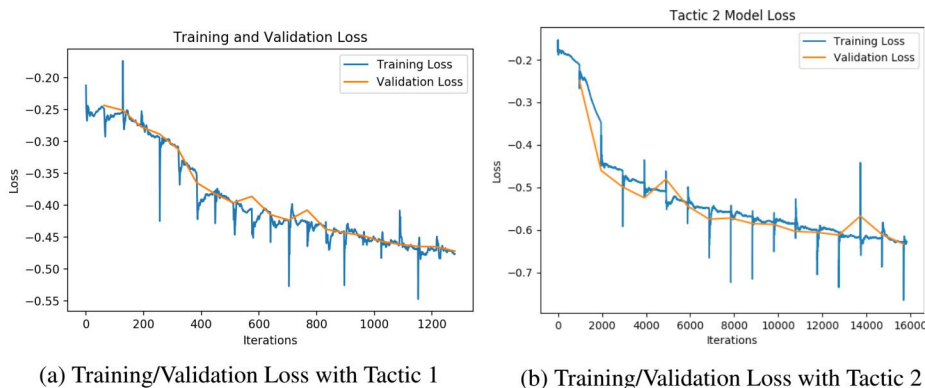 Training and Validation Loss
Training Loss
Validation Loss
−0.20
−0.25
−0.30
−0.35
−0.40
−0.45
−0.50
−0.55
Loss
0 200 400 600 800 1000 1200
Iterations
(a) Training/Validation Loss with Tactic 1
Tactic 2 Model Loss
Training Loss
Validation Loss
−0.2
−0.3
−0.4
−0.5
−0.6
−0.7
Loss
0 2000 4000 6000 8000 10000 12000 14000 16000
Iterations
(b) Training/Validation Loss with Tactic 2